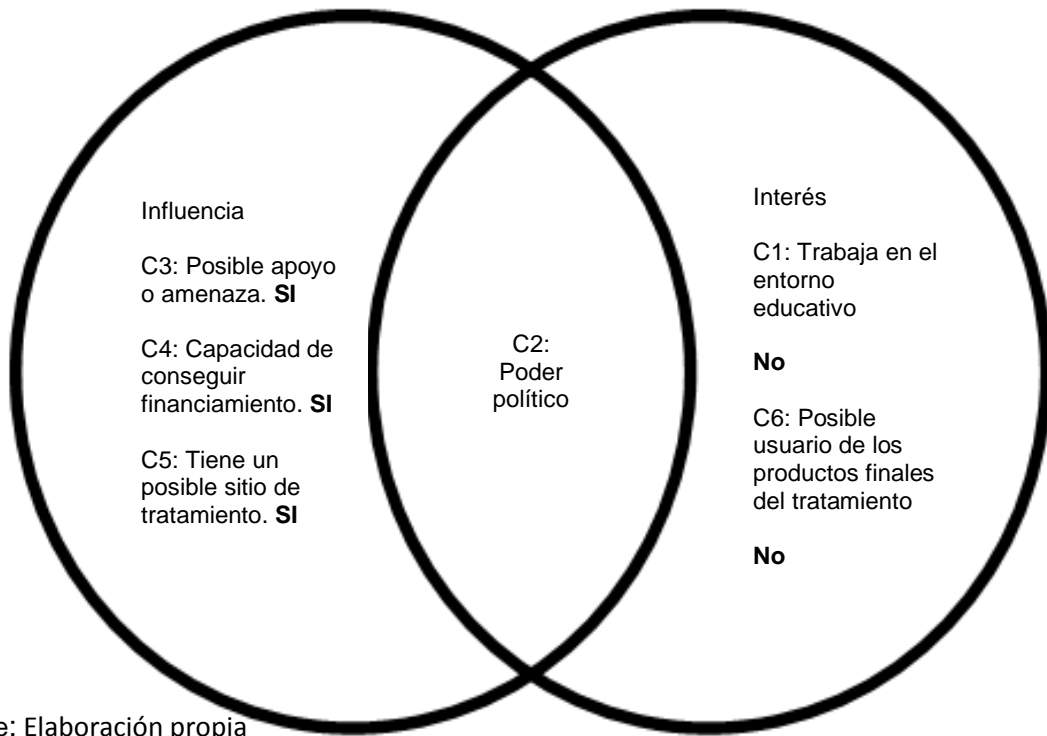 Influencia
C3: Posible apoyo
o amenaza. SI
C4: Capacidad de
conseguir
financiamiento. SI
C5: Tiene un
posible sitio de
tratamiento. SI
C2:
Poder
político
Interés
C1: Trabaja en el
entorno
educativo
No
C6: Posible
usuario de los
productos finales
del tratamiento
No
e: Elaboración propia